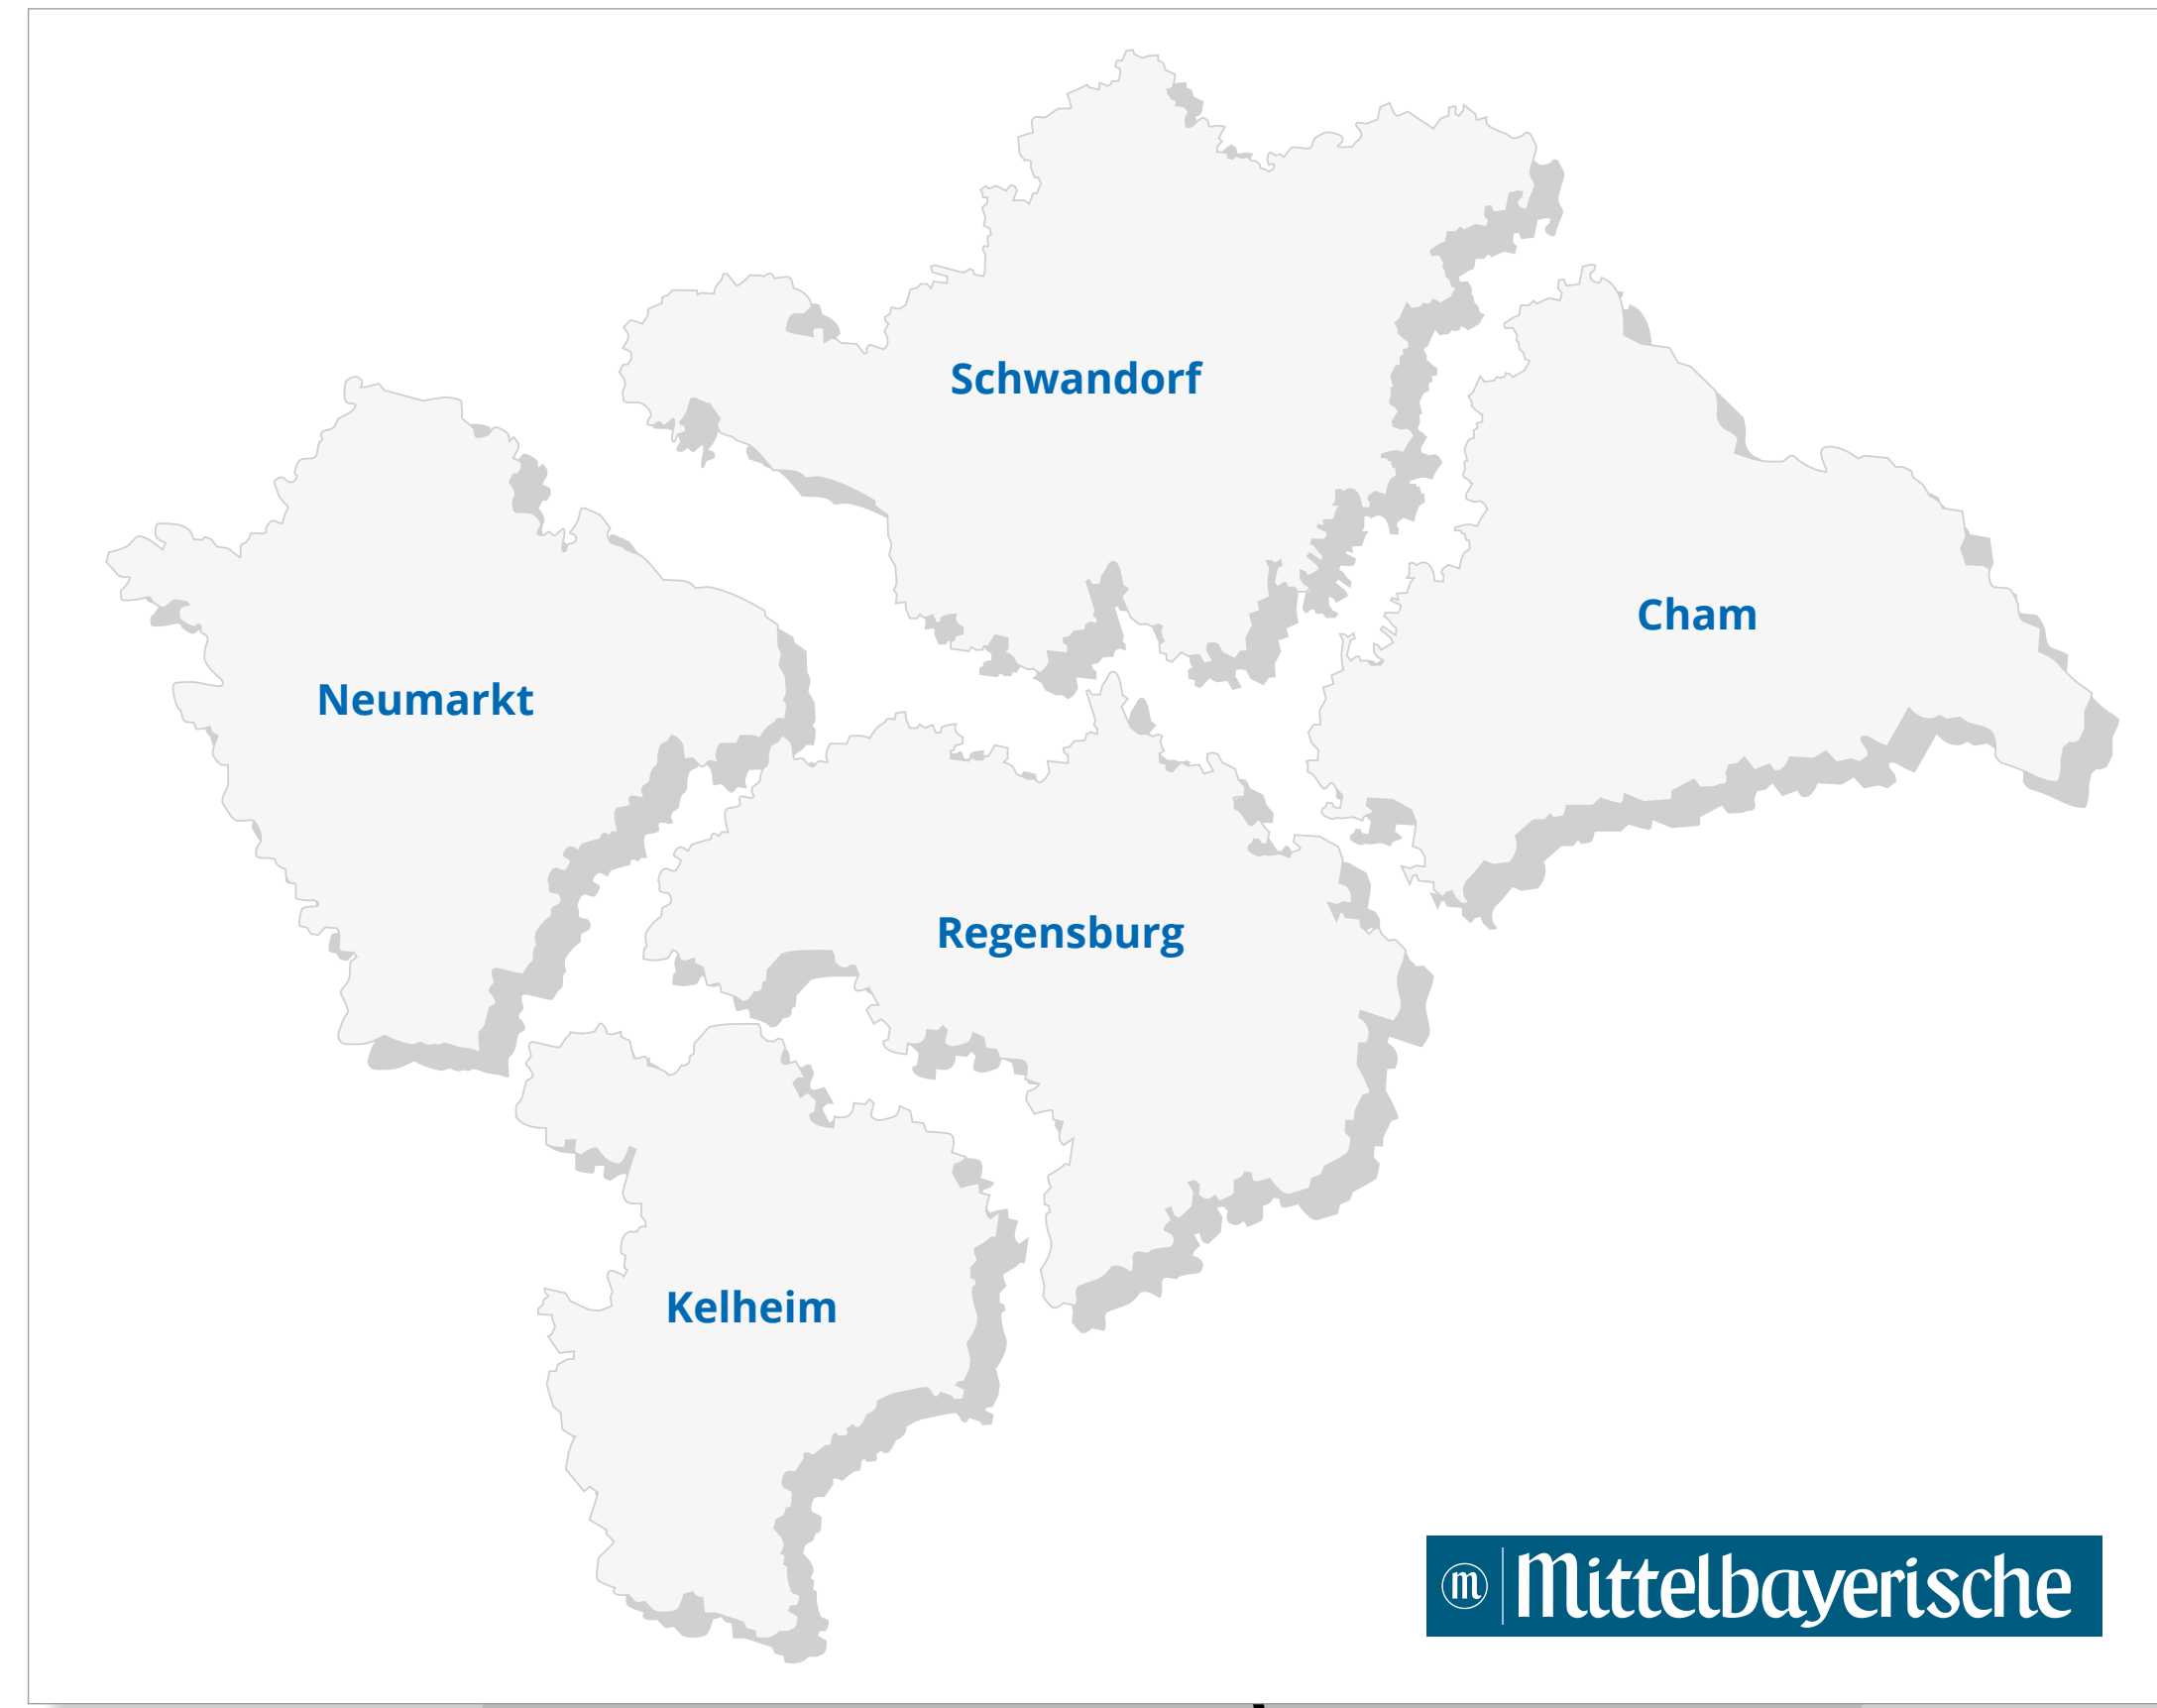 Schwandorf
Cham
Neumarkt
Regensburg
Kelheim
m Mittelbayerische